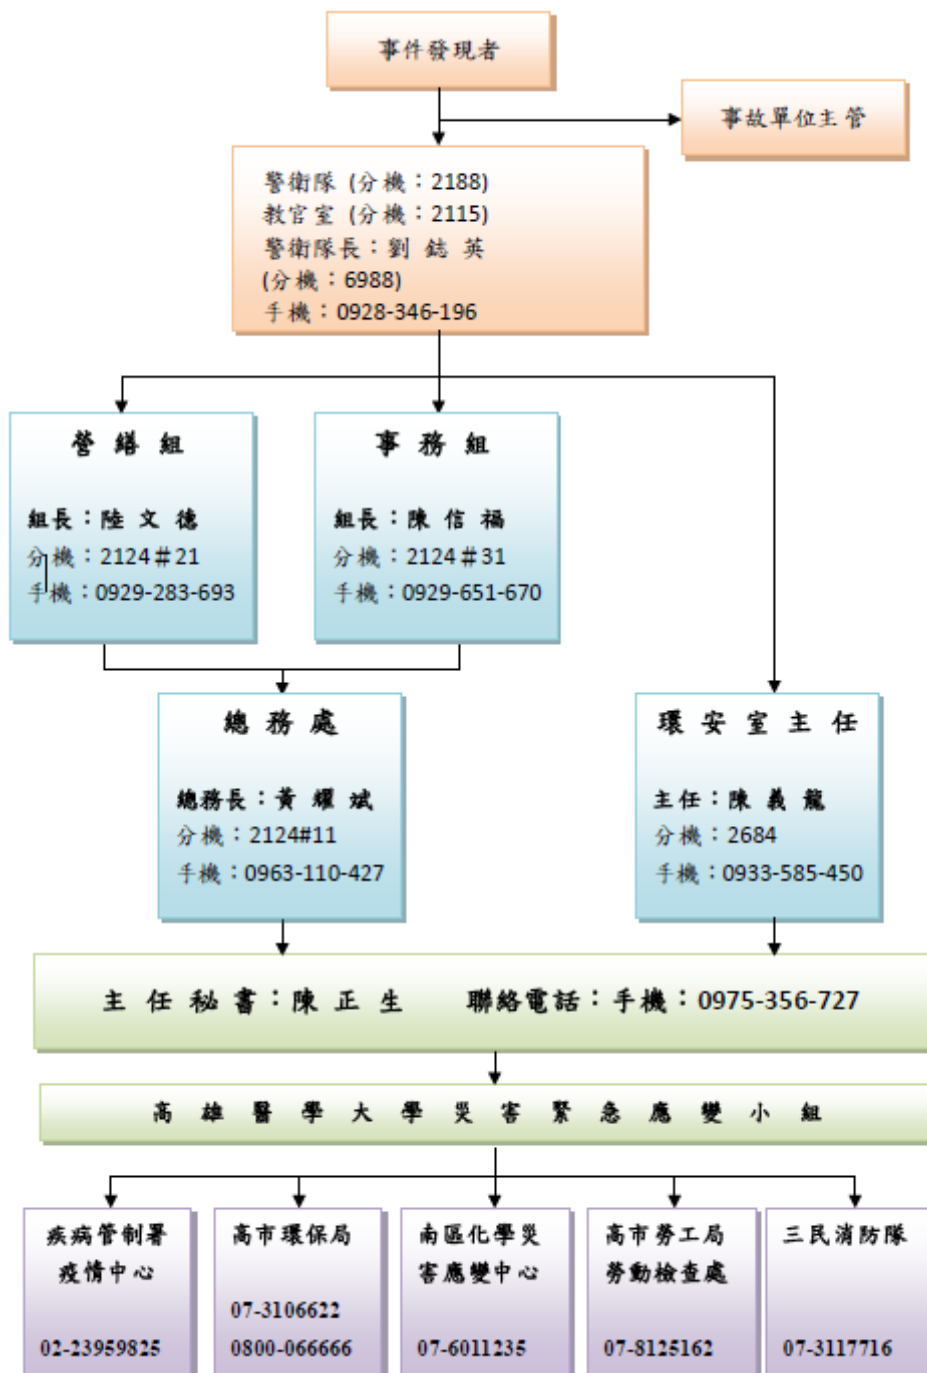 事件發現者
事故單位主管
警衛隊 (分機：2188)
教官室 (分機：2115)
警衛隊長：劉 鋕 英
(分機：6988)
手機：0928-346-196
營 繕 組
組長：陸 文 德
分機：2124＃21
手機：0929-283-693
事 務 組
組長：陳 信 福
分機：2124＃31
手機：0929-651-670
總 務 處
總務長：黃 耀 斌
分機：2124#11
手機：0963-110-427
環 安 室 主 任
主任：陳 義 龍
分機：2684
手機：0933-585-450
主 任 秘 書：陳 正 生 聯絡電話：手機：0975-356-727
高 雄 醫 學 大 學 災 害 緊 急 應 變 小 組
疾病管制署
疫情中心
02-23959825
高市環保局
07-3106622
0800-066666
南區化學災
害應變中心
07-6011235
高市勞工局
勞動檢查處
07-8125162
三民消防隊
07-3117716